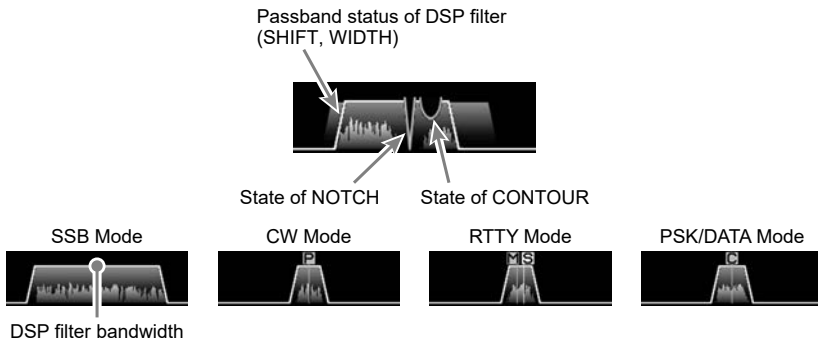 Passband status of DSP filter
(SHIFT, WIDTH)
State of NOTCH
State of CONTOUR
SSB Mode
CW Mode
RTTY Mode
PSK/DATA Mode
P
M S
C
DSP filter bandwidth